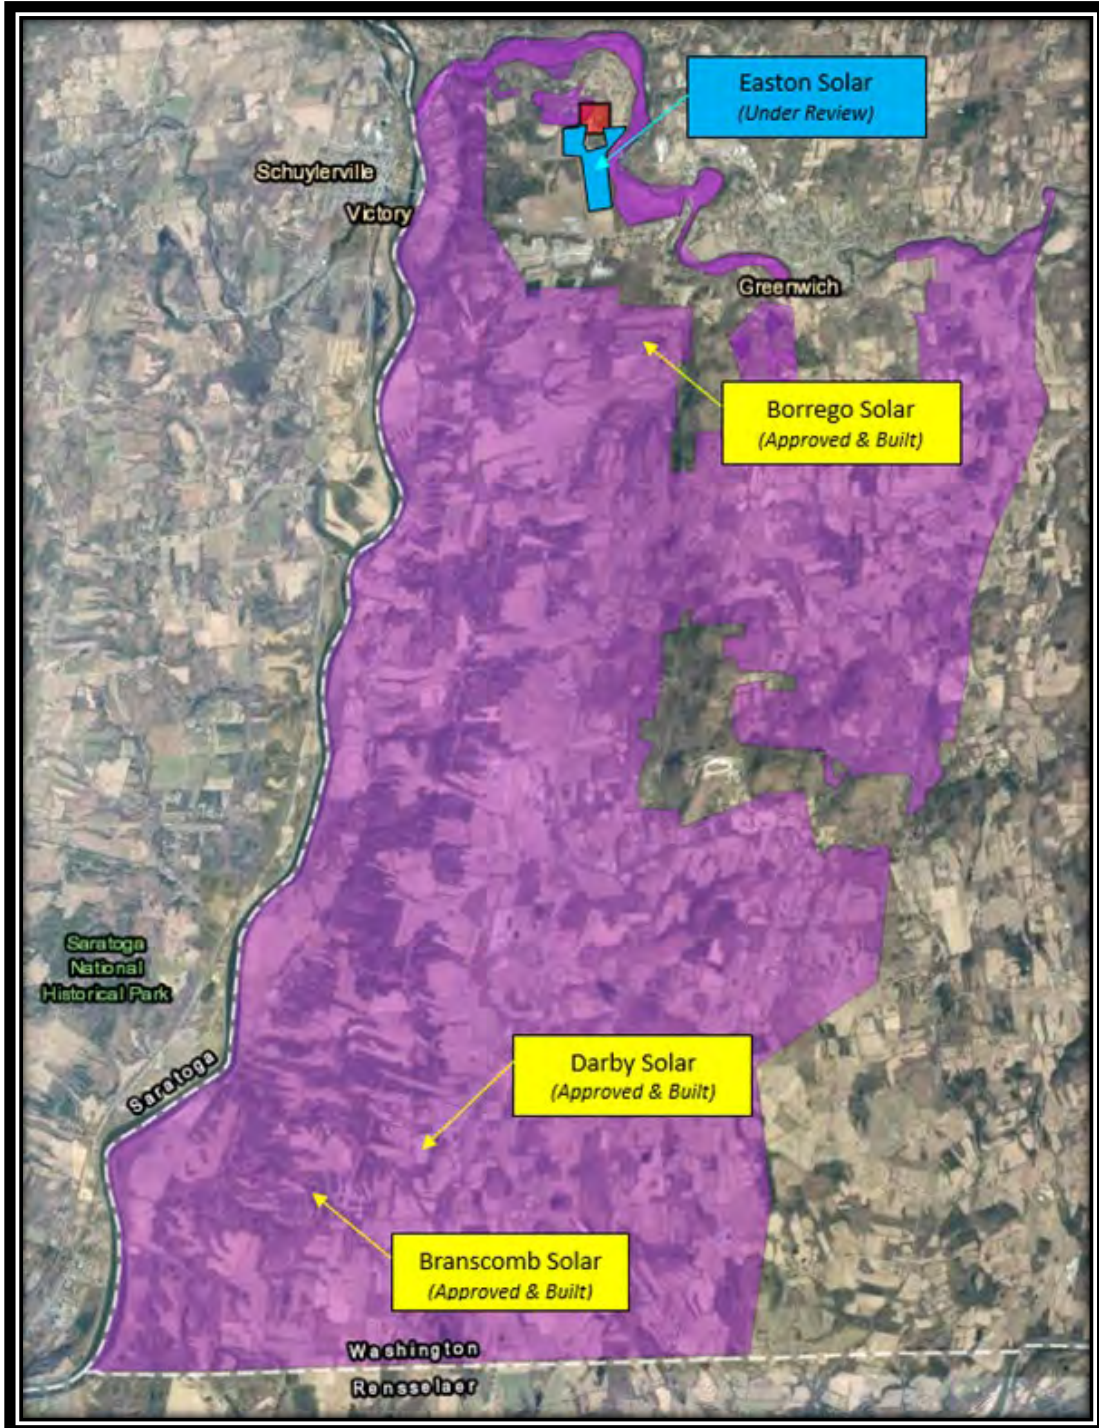 Easton Solar
(Under Review)
Schuylerville
Victory
Greenwich
Borrego Solar
(Approved & Built)
Saratoga
National
Historical Park
Darby Solar
(Approved & Built)
Saratoga
Branscomb Solar
(Approved & Built)
Washington
Rensselaer